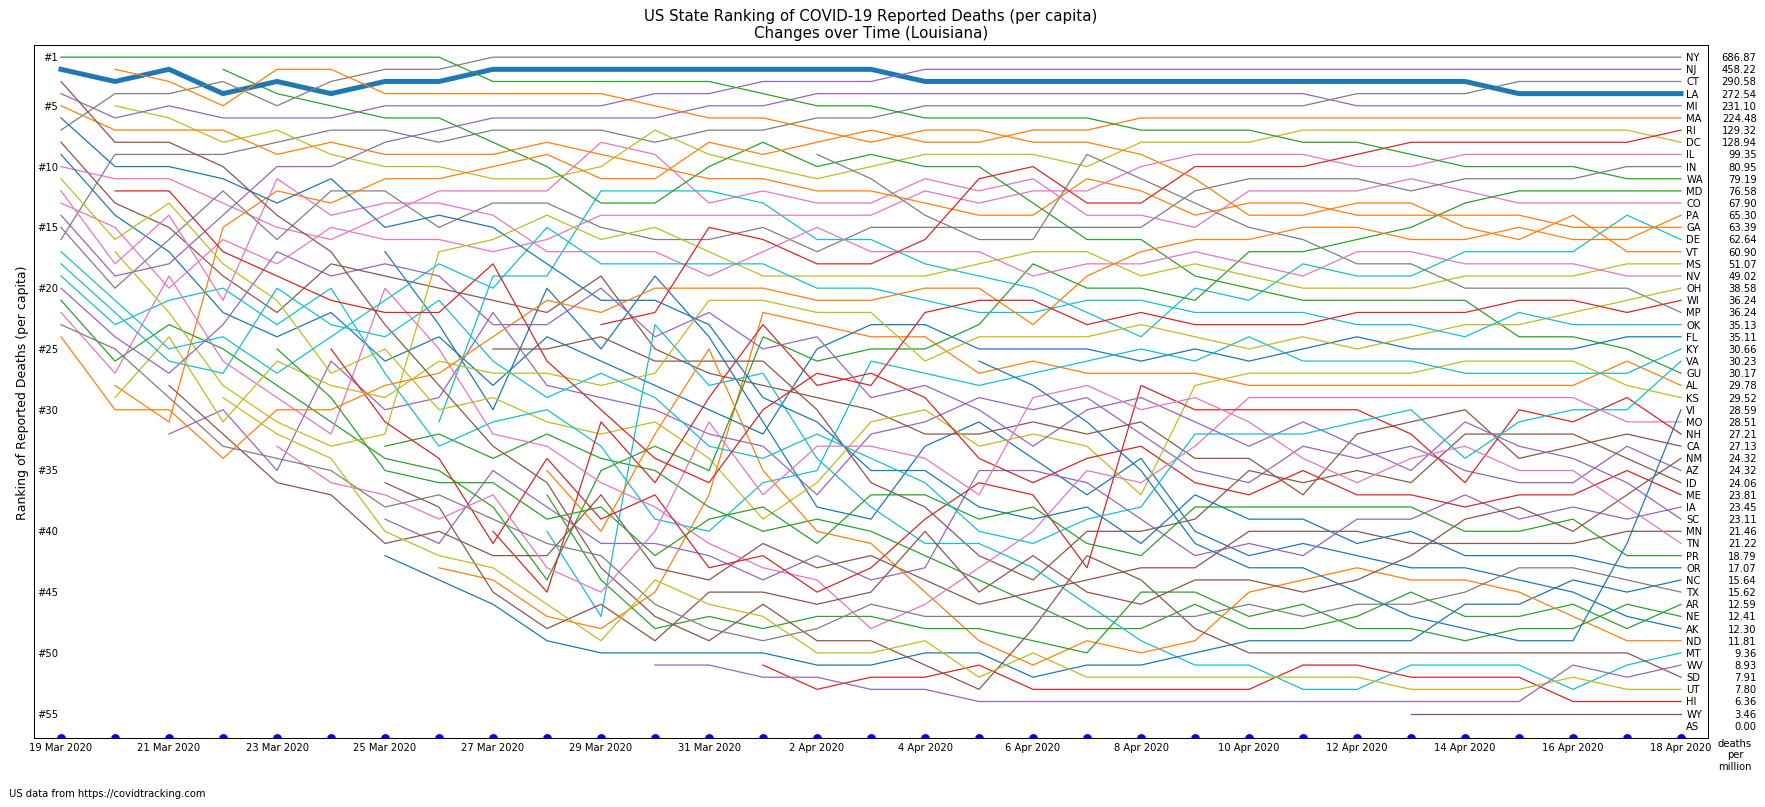 US State Ranking of COVID-19 Reported Deaths (per capita)
Changes over Time (Louisiana)
Ranking of Reported Deaths (per capita)
#1
#5
#10
#15
#20
#25
#30
#35
#40
#45
#50
#55
NY 686.87
NJ 458.22
CT 290.58
LA 272.54
MI 231.10
MA 224.48
RI 129.32
DC 128.94
IL 99.35
IN 80.95
WA 79.19
MD 76.58
CO 67.90
PA 65.30
GA 63.39
DE 62.64
VT 60.90
MS 51.07
NV 49.02
OH 38.58
WI 36.24
MP 36.24
OK 35.13
FL 35.11
KY 30.66
VA 30.23
GU 30.17
AL 29.78
KS 29.52
VI 28.59
MO 28.51
NH 27.21
CA 27.13
NM 24.32
AZ 24.32
ID 24.06
ME 23.81
IA 23.45
SC 23.11
MN 21.46
TN 21.22
PR 18.79
OR 17.07
NC 15.64
TX 15.62
AR 12.59
NE 12.41
AK 12.30
ND 11.81
MT 9.36
WV 8.93
SD 7.91
UT 7.80
HI 6.36
WY 3.46
AS 0.00
19 Mar 2020 21 Mar 2020 23 Mar 2020 25 Mar 2020 27 Mar 2020 29 Mar 2020 31 Mar 2020 2 Apr 2020 4 Apr 2020 6 Apr 2020 8 Apr 2020 10 Apr 2020 12 Apr 2020 14 Apr 2020 16 Apr 2020 18 Apr 2020
deaths
per
million
US data from https://covidtracking.com